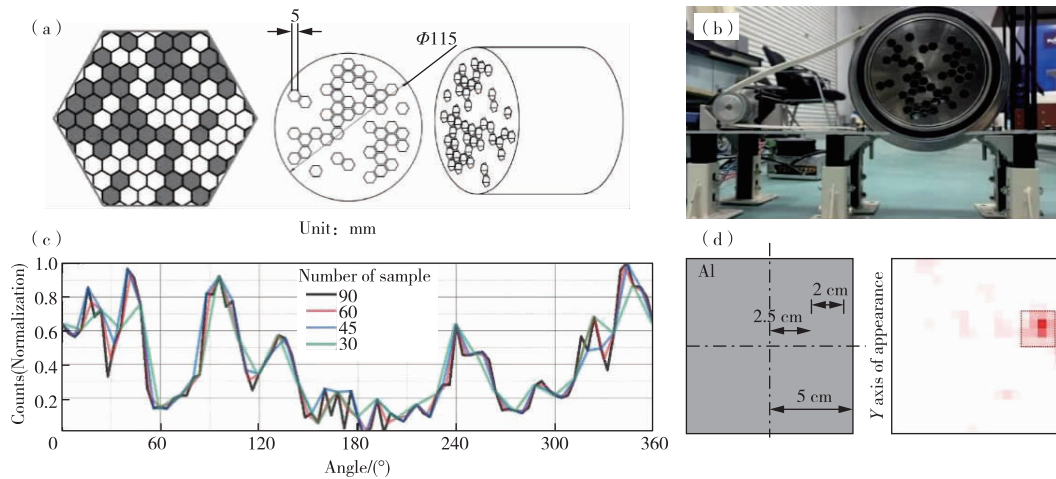 (a)
5
Φ115
Unit: mm
(b)
(c)
Counts(Normalization)
1.0
0.8
0.6
0.4
0.2
0
60
120
180
240
300
360
Angle/(°)
Number of sample
90
60
45
30
(d)
Al
2 cm
2.5 cm
5 cm
Y axis of appearance